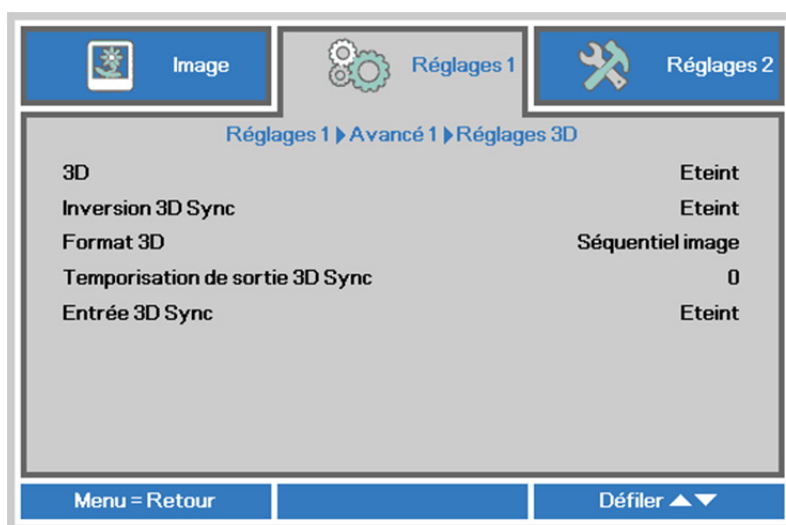 Image Réglages 1 Réglages 2
Réglages 1 ▶ Avancé 1 ▶ Réglages 3D
3D Eteint
Inversion 3D Sync Eteint
Format 3D Séquentiel image
Temporisation de sortie 3D Sync 0
Entrée 3D Sync Eteint
Menu = Retour Défiler ▲▼